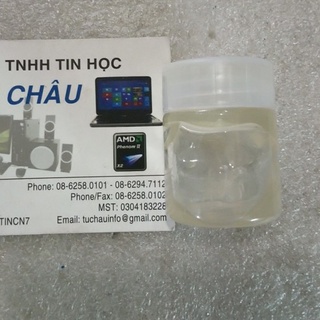 TNHH TIN HỌC
CHÂU
AMD
Phenom II
X2
Phone: 08-6258.0101 - 08-6294.7112
Phone/Fax: 08-6258.0102
MST: 0304183228
TINCN7 Email: tuchauinfo@gmail.com